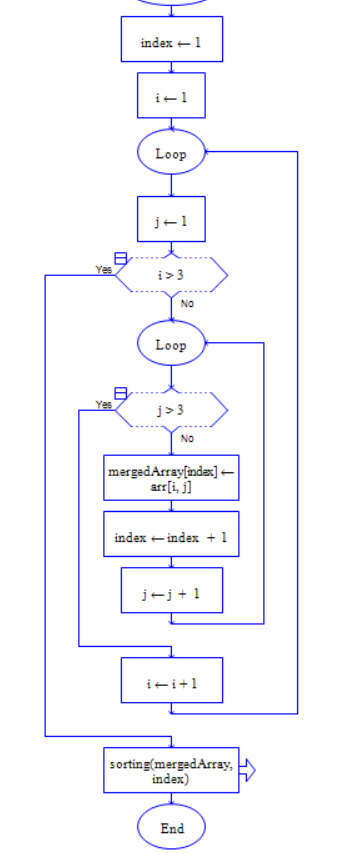 index ← 1
i ← 1
Loop
j ← 1
Yes
i > 3
No
Loop
Yes
j > 3
No
mergedArray[index] ←
arr[i, j]
index ← index + 1
j ← j + 1
i ← i + 1
sorting(mergedArray,
index)
End